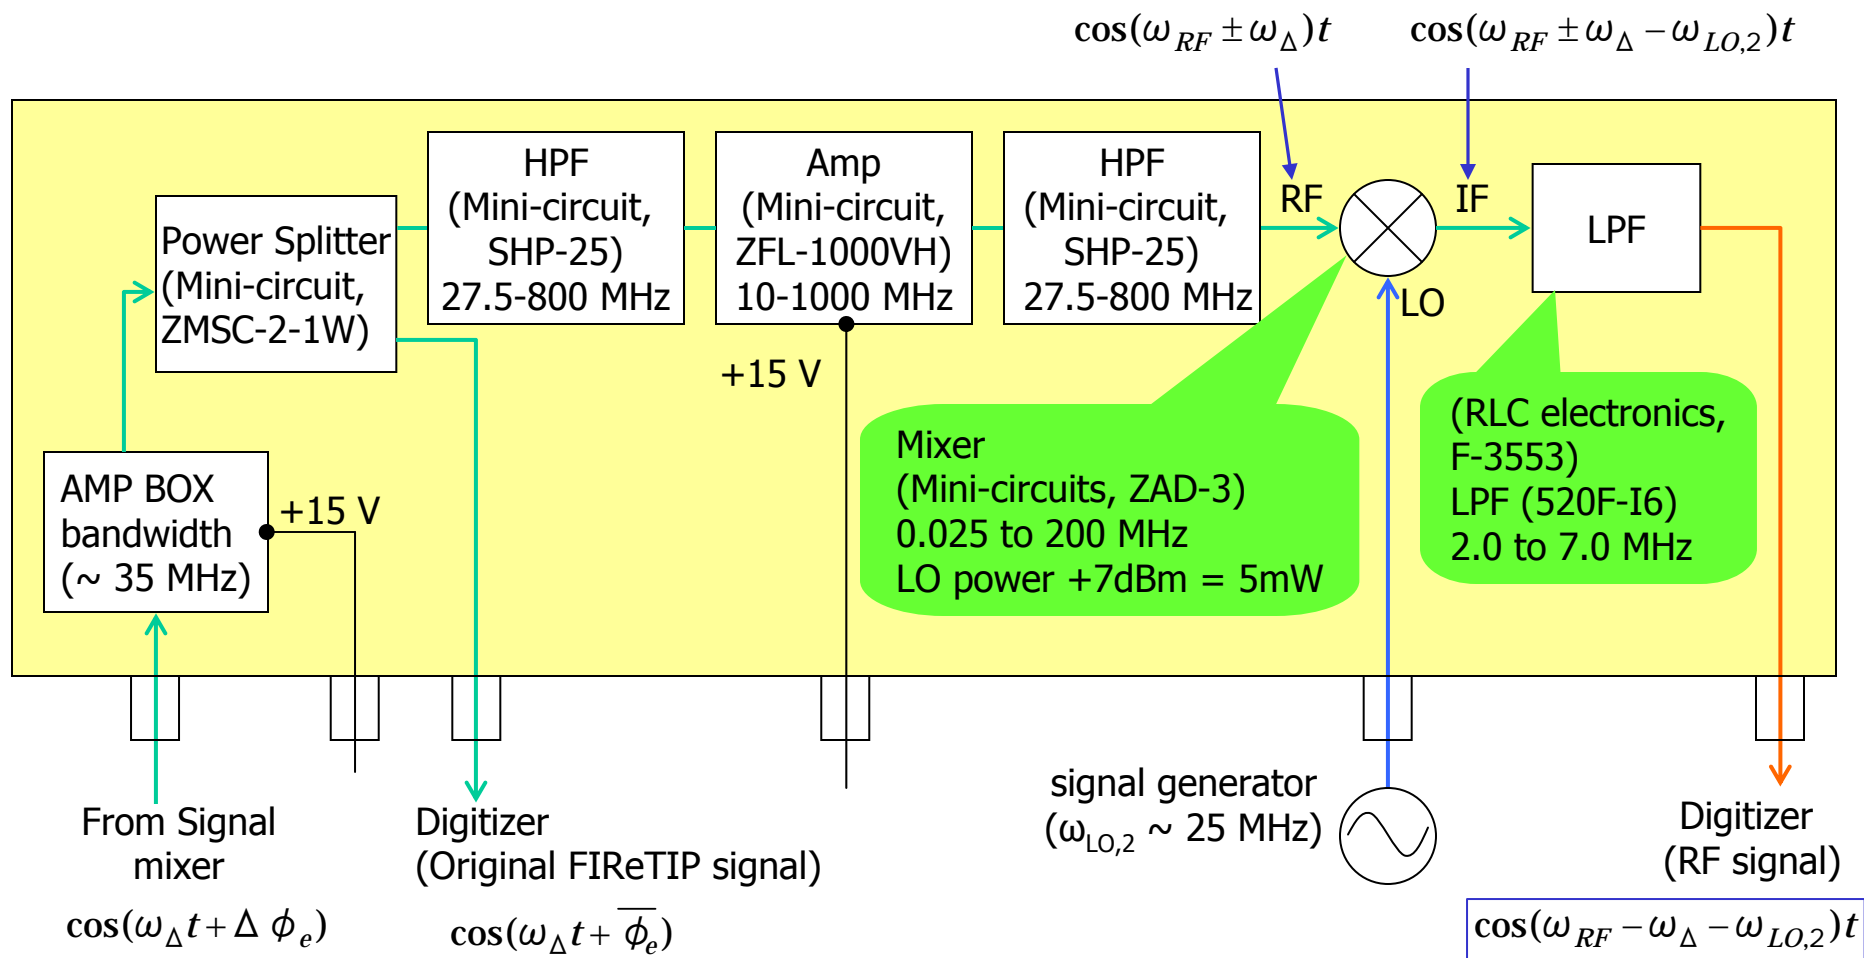 cos(ω_RF ± ω_Δ)t
cos(ω_RF ± ω_Δ − ω_LO,2)t
HPF
(Mini-circuit,
SHP-25)
27.5-800 MHz
Amp
(Mini-circuit,
ZFL-1000VH)
10-1000 MHz
HPF
(Mini-circuit,
SHP-25)
27.5-800 MHz
RF
IF
LO
LPF
Power Splitter
(Mini-circuit,
ZMSC-2-1W)
+15 V
Mixer
(Mini-circuits, ZAD-3)
0.025 to 200 MHz
LO power +7dBm = 5mW
(RLC electronics,
F-3553)
LPF (520F-I6)
2.0 to 7.0 MHz
AMP BOX
bandwidth
(~ 35 MHz)
+15 V
From Signal
mixer
cos(ω_Δ t + Δ ϕ_e)
Digitizer
(Original FIReTIP signal)
cos(ω_Δ t + \overline{ϕ_e})
signal generator
(ω_LO,2 ~ 25 MHz)
Digitizer
(RF signal)
cos(ω_RF − ω_Δ − ω_LO,2)t